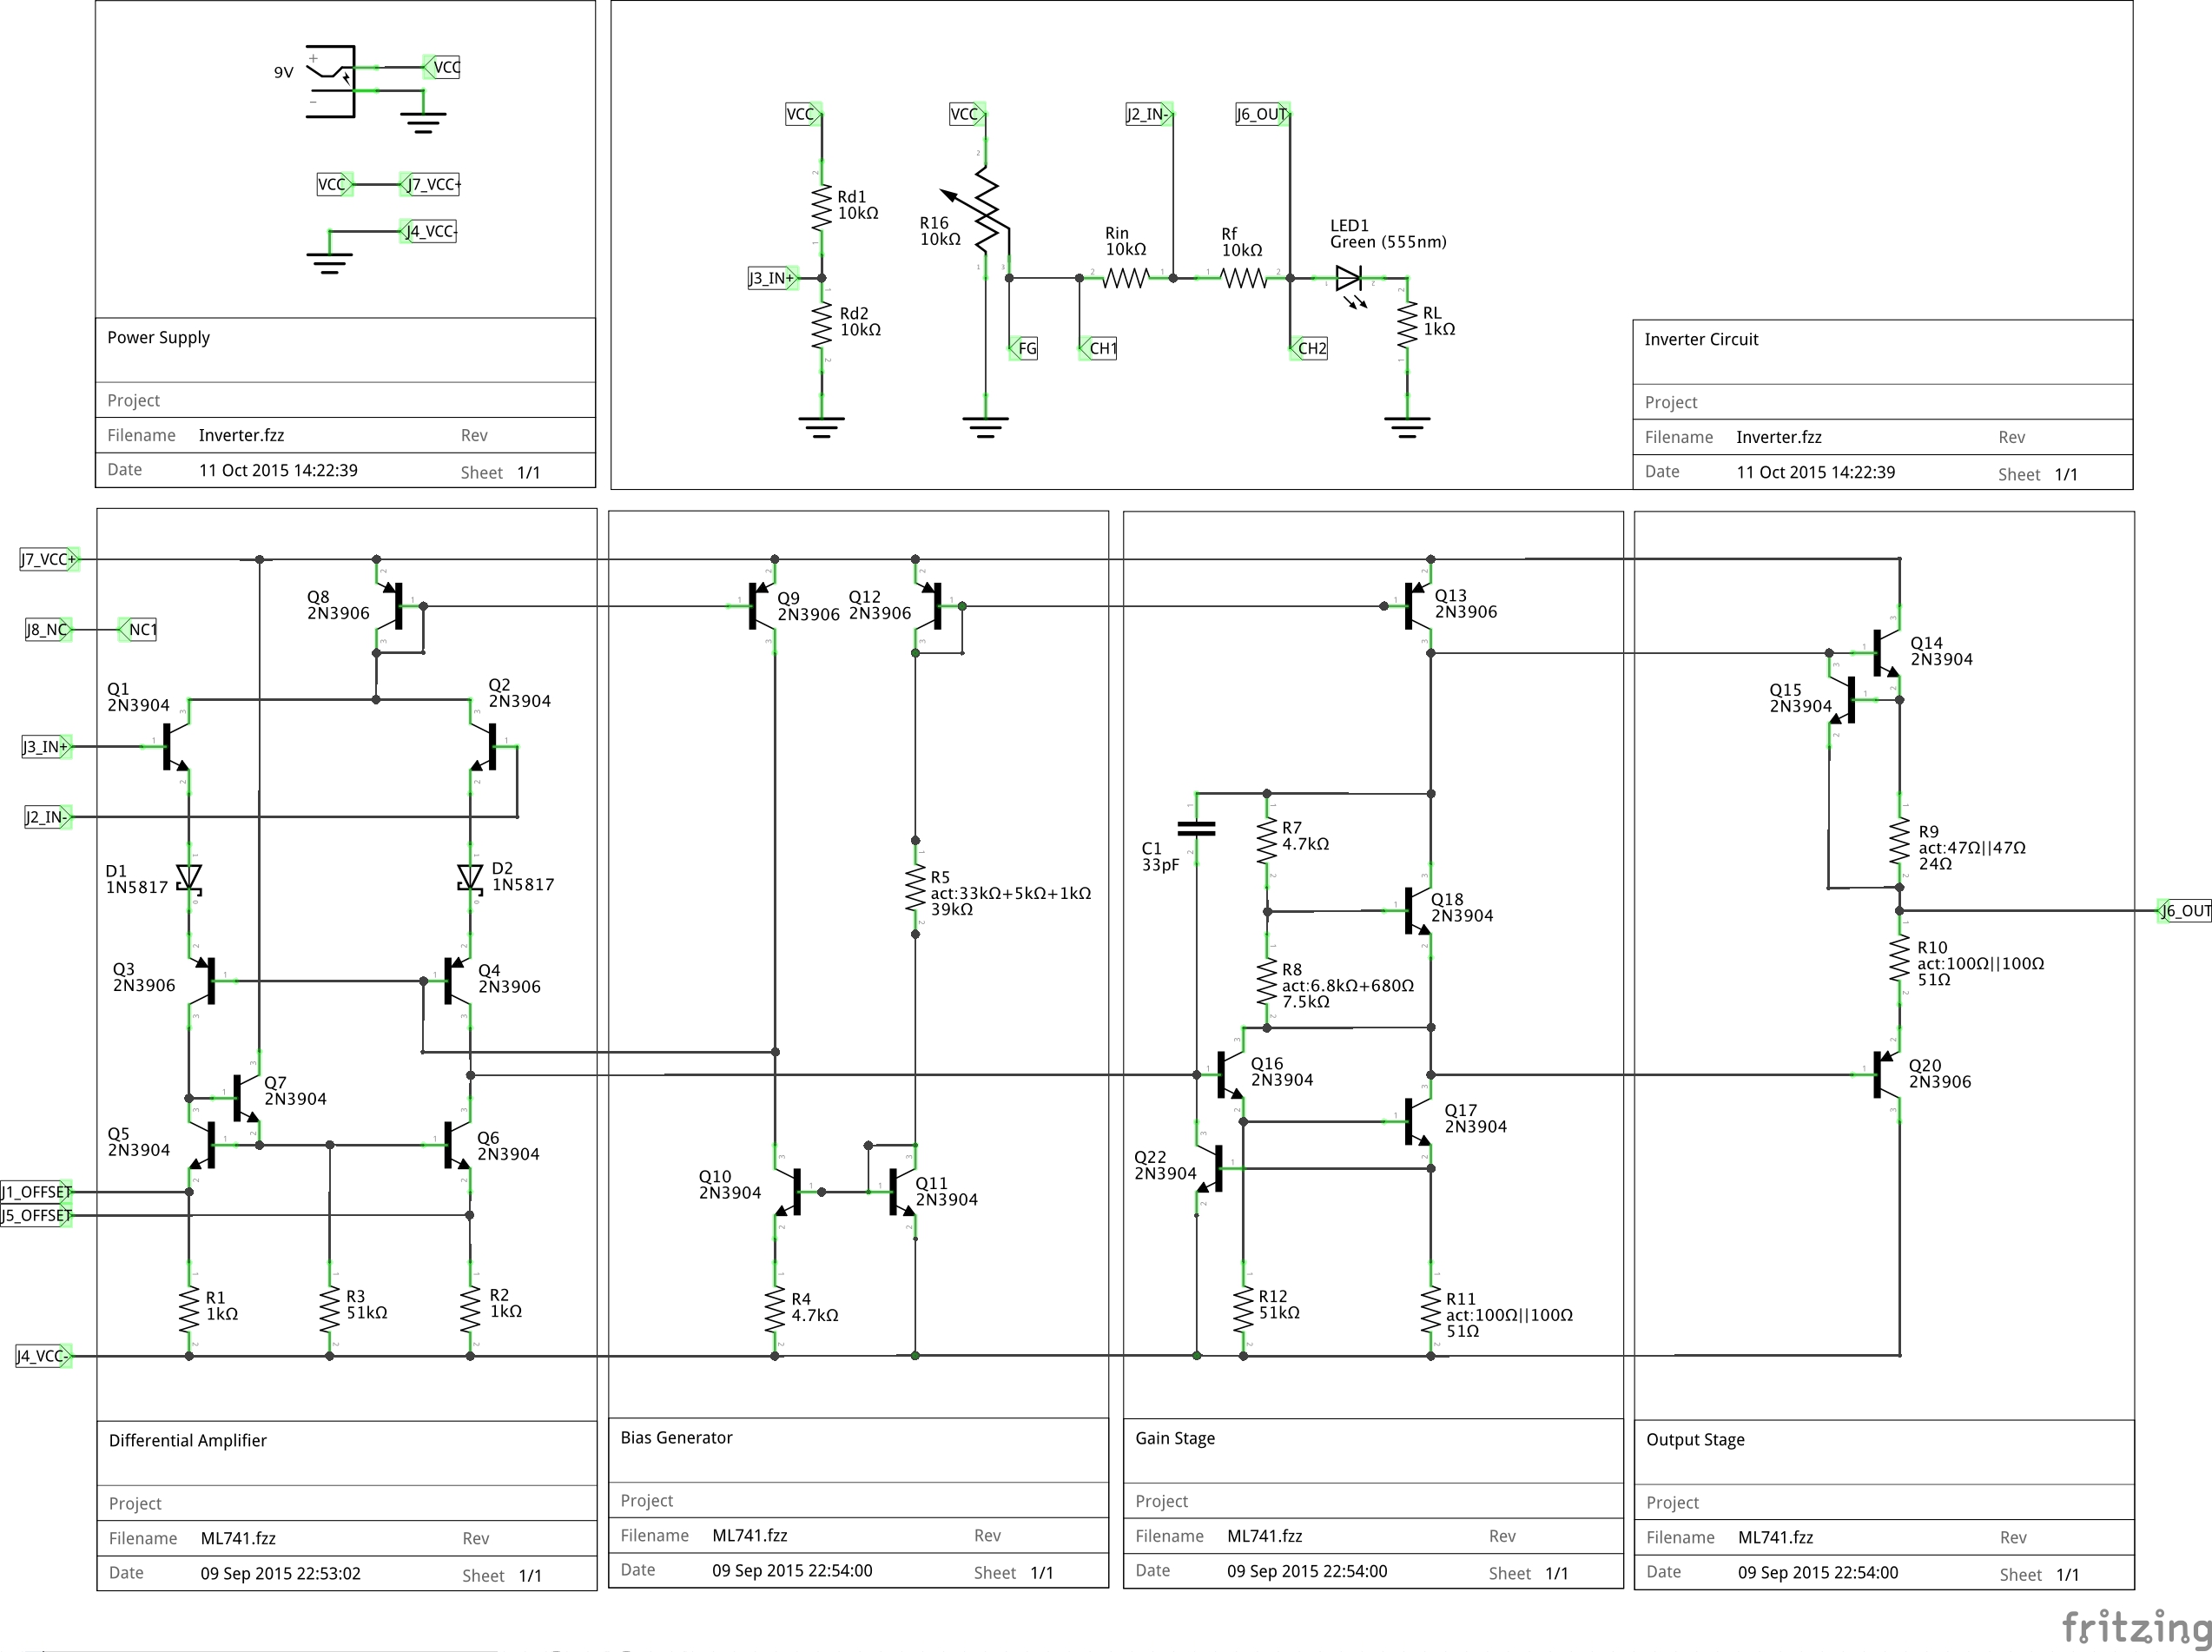 9V
+
−
VCC
VCC
J7_VCC+
J4_VCC-
Power Supply
Project
Filename Inverter.fzz Rev
Date 11 Oct 2015 14:22:39 Sheet 1/1
VCC
VCC
J2_IN-
J6_OUT
Rd1
10kΩ
R16
10kΩ
Rin
10kΩ
Rf
10kΩ
LED1
Green (555nm)
J3_IN+
Rd2
10kΩ
RL
1kΩ
FG
CH1
CH2
Inverter Circuit
Project
Filename Inverter.fzz Rev
Date 11 Oct 2015 14:22:39 Sheet 1/1
J7_VCC+
J8_NC
NC1
J3_IN+
J2_IN-
J1_OFFSET
J5_OFFSET
J4_VCC-
Q8
2N3906
Q1
2N3904
Q2
2N3904
D1
1N5817
D2
1N5817
Q3
2N3906
Q4
2N3906
Q7
2N3904
Q5
2N3904
Q6
2N3904
R1
1kΩ
R3
51kΩ
R2
1kΩ
Differential Amplifier
Project
Filename ML741.fzz Rev
Date 09 Sep 2015 22:53:02 Sheet 1/1
Q9
2N3906
Q12
2N3906
R5
act:33kΩ+5kΩ+1kΩ
39kΩ
Q10
2N3904
Q11
2N3904
R4
4.7kΩ
Bias Generator
Project
Filename ML741.fzz Rev
Date 09 Sep 2015 22:54:00 Sheet 1/1
Q13
2N3906
C1
33pF
R7
4.7kΩ
Q18
2N3904
R8
act:6.8kΩ+680Ω
7.5kΩ
Q16
2N3904
Q17
2N3904
Q22
2N3904
R12
51kΩ
R11
act:100Ω||100Ω
51Ω
Gain Stage
Project
Filename ML741.fzz Rev
Date 09 Sep 2015 22:54:00 Sheet 1/1
Q14
2N3904
Q15
2N3904
R9
act:47Ω||47Ω
24Ω
J6_OUT
R10
act:100Ω||100Ω
51Ω
Q20
2N3906
Output Stage
Project
Filename ML741.fzz Rev
Date 09 Sep 2015 22:54:00 Sheet 1/1
fritzing